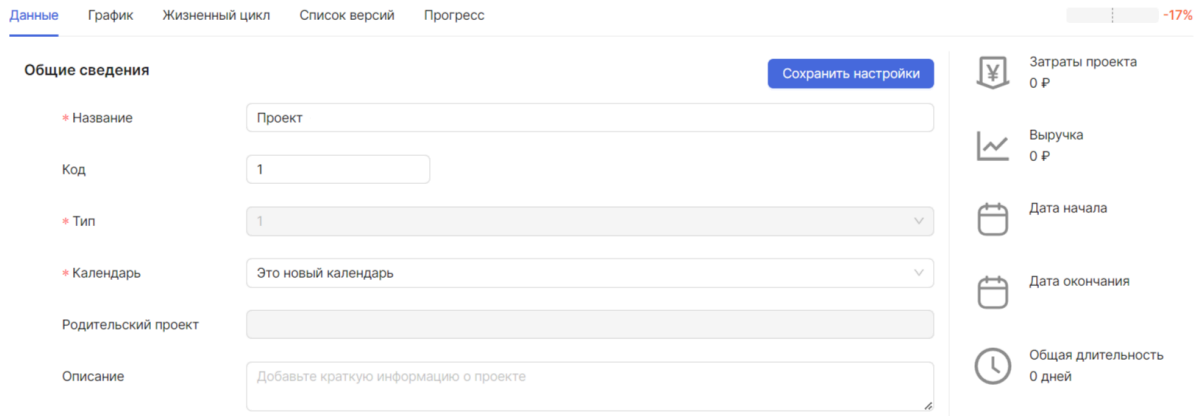 Данные График Жизненный цикл Список версий Прогресс -17%
Общие сведения
Сохранить настройки
* Название Проект
Код 1
* Тип 1
* Календарь Это новый календарь
Родительский проект
Описание Добавьте краткую информацию о проекте
Затраты проекта
0 ₽
Выручка
0 ₽
Дата начала
Дата окончания
Общая длительность
0 дней